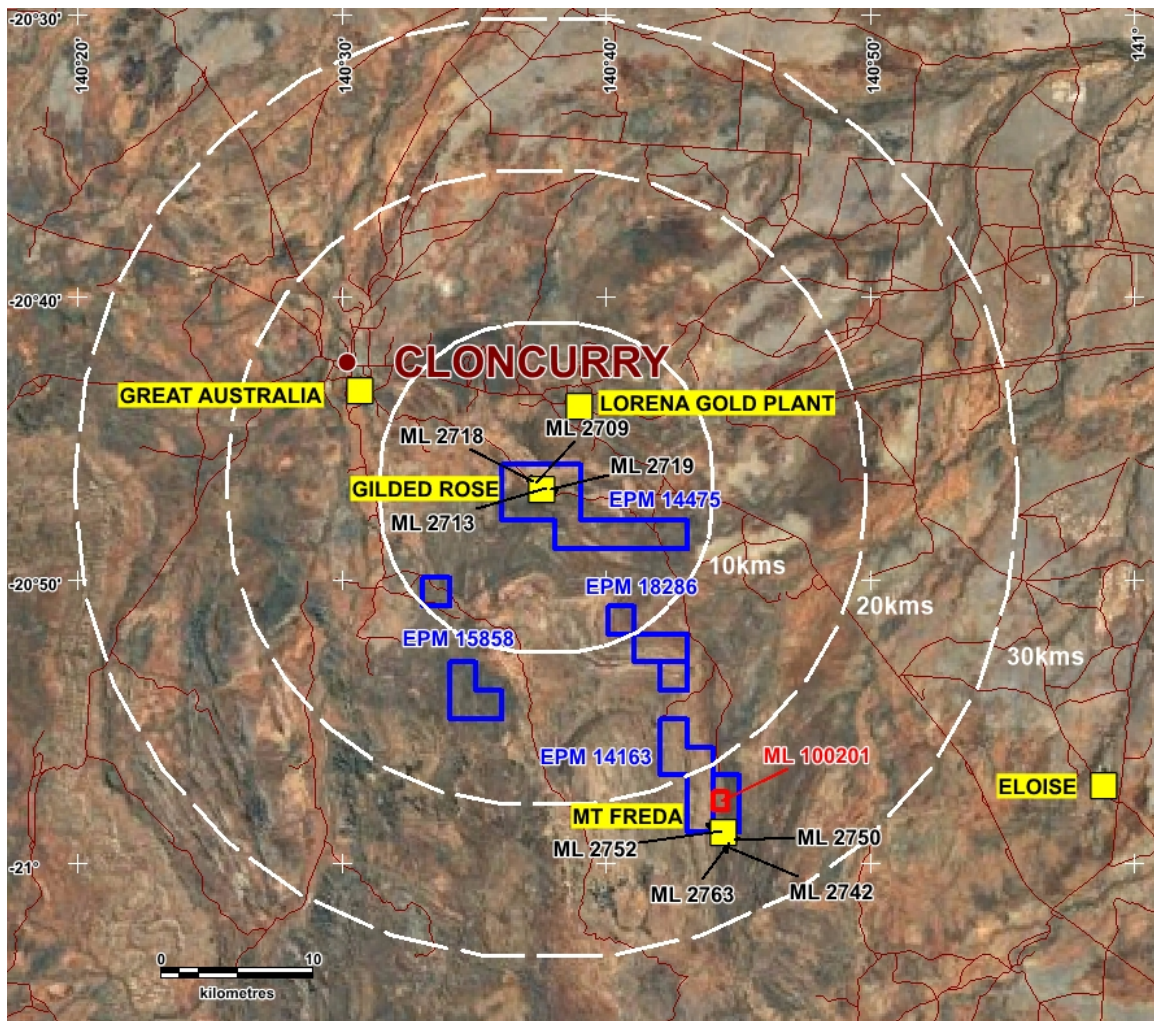 -20°30'
140°20'
140°30'
140°40'
140°50'
141°
-20°40'
CLONCURRY
GREAT AUSTRALIA
LORENA GOLD PLANT
ML 2709
ML 2718
ML 2719
GILDED ROSE
EPM 14475
ML 2713
10kms
-20°50'
EPM 18286
20kms
EPM 15858
30kms
EPM 14163
ML 100201
ELOISE
MT FREDA
ML 2750
ML 2752
-21°
ML 2763
ML 2742
0 10
kilometres